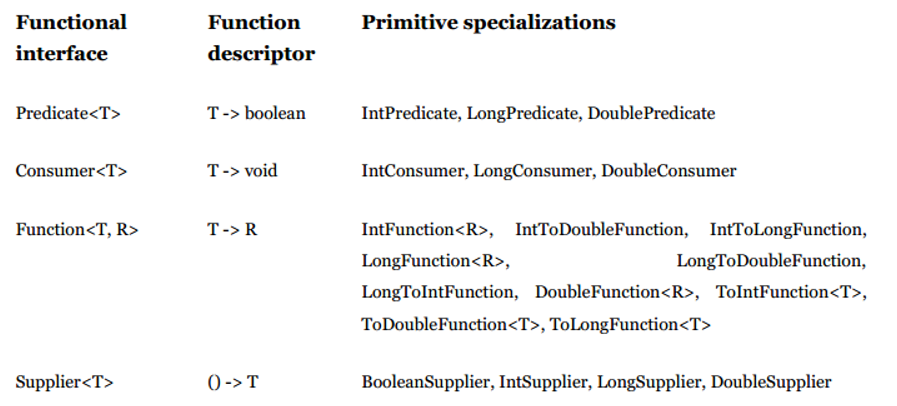 Functional interface Function descriptor Primitive specializations
Predicate<T> T -> boolean IntPredicate, LongPredicate, DoublePredicate
Consumer<T> T -> void IntConsumer, LongConsumer, DoubleConsumer
Function<T, R> T -> R IntFunction<R>, IntToDoubleFunction, IntToLongFunction,
LongFunction<R>, LongToDoubleFunction,
LongToIntFunction, DoubleFunction<R>, ToIntFunction<T>,
ToDoubleFunction<T>, ToLongFunction<T>
Supplier<T> () -> T BooleanSupplier, IntSupplier, LongSupplier, DoubleSupplier